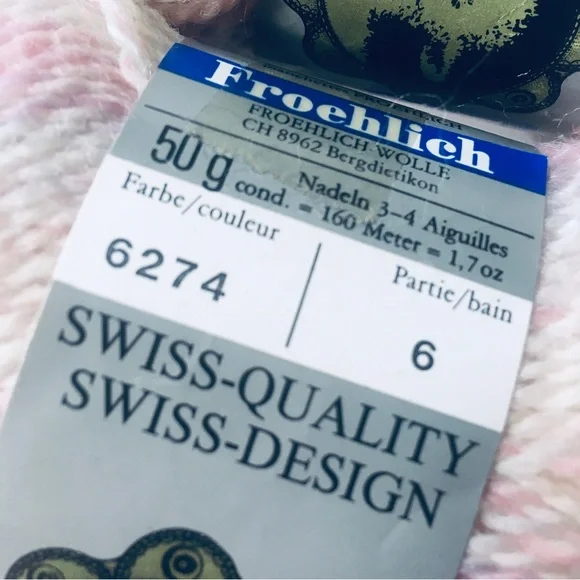 Froehlich
FROEHLICH-WOLLE
CH 8962 Bergdictikon
50 g
Nadeln 3-4 Aiguilles
cond. = 160 Meter = 1,7 oz
Farbe/couleur
6274
Partie/bain
6
SWISS-QUALITY
SWISS-DESIGN